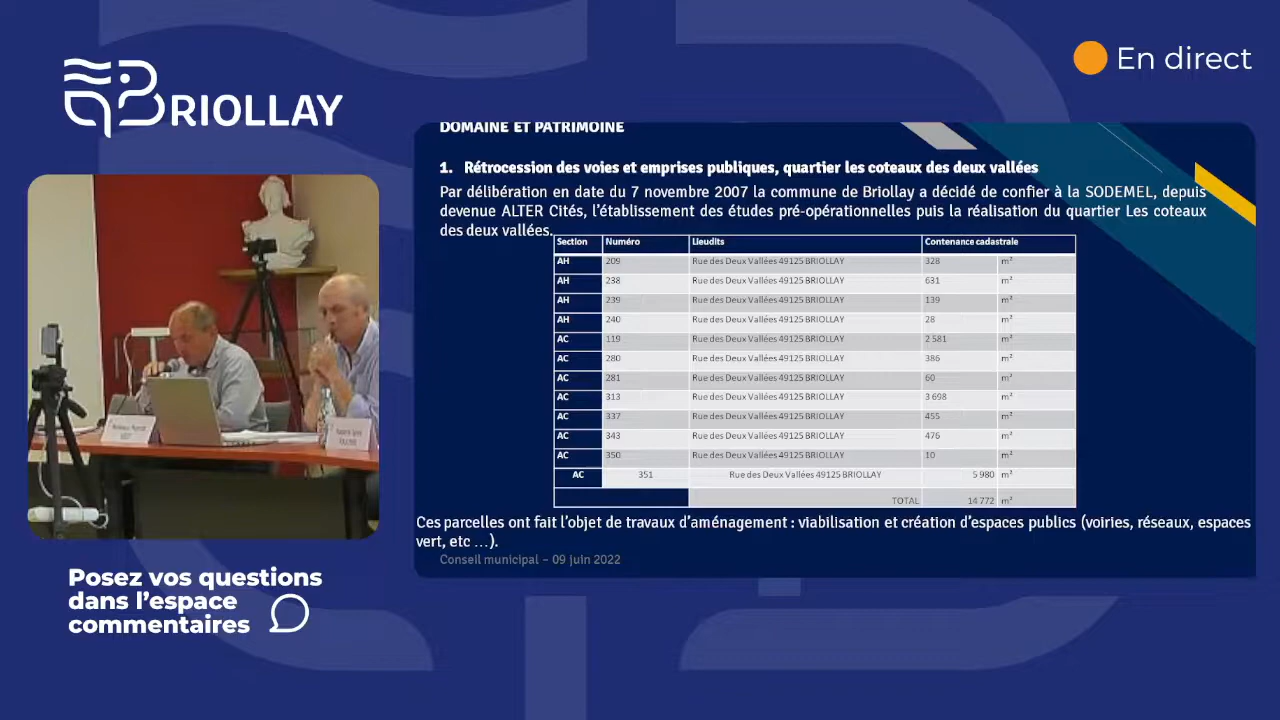 BRIOLLAY
En direct
DOMAINE ET PATRIMOINE
1. Rétrocession des voies et emprises publiques, quartier les coteaux des deux vallées
Par délibération en date du 7 novembre 2007 la commune de Briollay a décidé de confier à la SODEMEL, depuis
devenue ALTER Cités, l'établissement des études pré-opérationnelles puis la réalisation du quartier Les coteaux
des deux vallées.
Section Numéro Lieudits Contenance cadastrale
AH 209 Rue des Deux Vallées 49125 BRIOLLAY 328 m²
AH 238 Rue des Deux Vallées 49125 BRIOLLAY 631 m²
AH 239 Rue des Deux Vallées 49125 BRIOLLAY 139 m²
AH 240 Rue des Deux Vallées 49125 BRIOLLAY 28 m²
AC 119 Rue des Deux Vallées 49125 BRIOLLAY 2 581 m²
AC 280 Rue des Deux Vallées 49125 BRIOLLAY 386 m²
AC 281 Rue des Deux Vallées 49125 BRIOLLAY 60 m²
AC 313 Rue des Deux Vallées 49125 BRIOLLAY 3 698 m²
AC 337 Rue des Deux Vallées 49125 BRIOLLAY 455 m²
AC 343 Rue des Deux Vallées 49125 BRIOLLAY 476 m²
AC 350 Rue des Deux Vallées 49125 BRIOLLAY 10 m²
AC 351 Rue des Deux Vallées 49125 BRIOLLAY 5 980 m²
TOTAL 14 772 m²
Ces parcelles ont fait l'objet de travaux d'aménagement : viabilisation et création d'espaces publics (voiries, réseaux, espaces
vert, etc ...).
Conseil municipal – 09 juin 2022
Posez vos questions
dans l'espace
commentaires